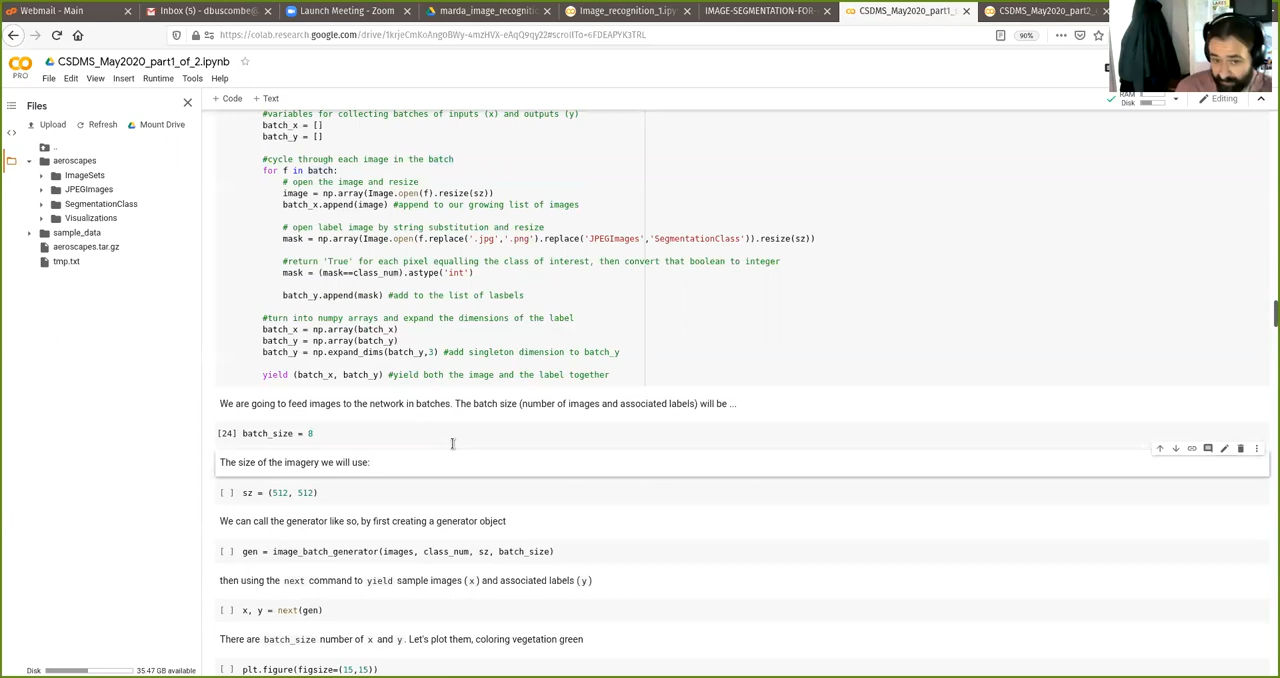 Webmail - Main
Inbox (6) - dbuscombe@
Launch Meeting - Zoom
marda_image_recognitio
Image_recognition_1.ipy
IMAGE-SEGMENTATION-FOR
CSDMS_May2020_part1_
CSDMS_May2020_part2_
https://colab.research.google.com/drive/1krjeCmKoAng0BWy-4mzHVX-eAqQ9qy22#scrollTo=6FDEAPYK3TRL
90%
CSDMS_May2020_part1_of_2.ipynb
PRO
File Edit View Insert Runtime Tools Help
Files
+ Code + Text
RAM
Disk
Editing
Upload Refresh Mount Drive
..
aeroscapes
ImageSets
JPEGImages
SegmentationClass
Visualizations
sample_data
aeroscapes.tar.gz
tmp.txt
Disk
35.47 GB available
#variables for collecting batches of inputs (x) and outputs (y)
batch_x = []
batch_y = []
#cycle through each image in the batch
for f in batch:
# open the image and resize
image = np.array(Image.open(f).resize(sz))
batch_x.append(image) #append to our growing list of images
# open label image by string substitution and resize
mask = np.array(Image.open(f.replace('.jpg','.png').replace('JPEGImages','SegmentationClass')).resize(sz))
#return 'True' for each pixel equalling the class of interest, then convert that boolean to integer
mask = (mask==class_num).astype('int')
batch_y.append(mask) #add to the list of lasbels
#turn into numpy arrays and expand the dimensions of the label
batch_x = np.array(batch_x)
batch_y = np.array(batch_y)
batch_y = np.expand_dims(batch_y,3) #add singleton dimension to batch_y
yield (batch_x, batch_y) #yield both the image and the label together
We are going to feed images to the network in batches. The batch size (number of images and associated labels) will be ...
[24] batch_size = 8
The size of the imagery we will use:
[ ] sz = (512, 512)
We can call the generator like so, by first creating a generator object
[ ] gen = image_batch_generator(images, class_num, sz, batch_size)
then using the next command to yield sample images (x) and associated labels (y)
[ ] x, y = next(gen)
There are batch_size number of x and y. Let's plot them, coloring vegetation green
[ ] plt.figure(figsize=(15,15))